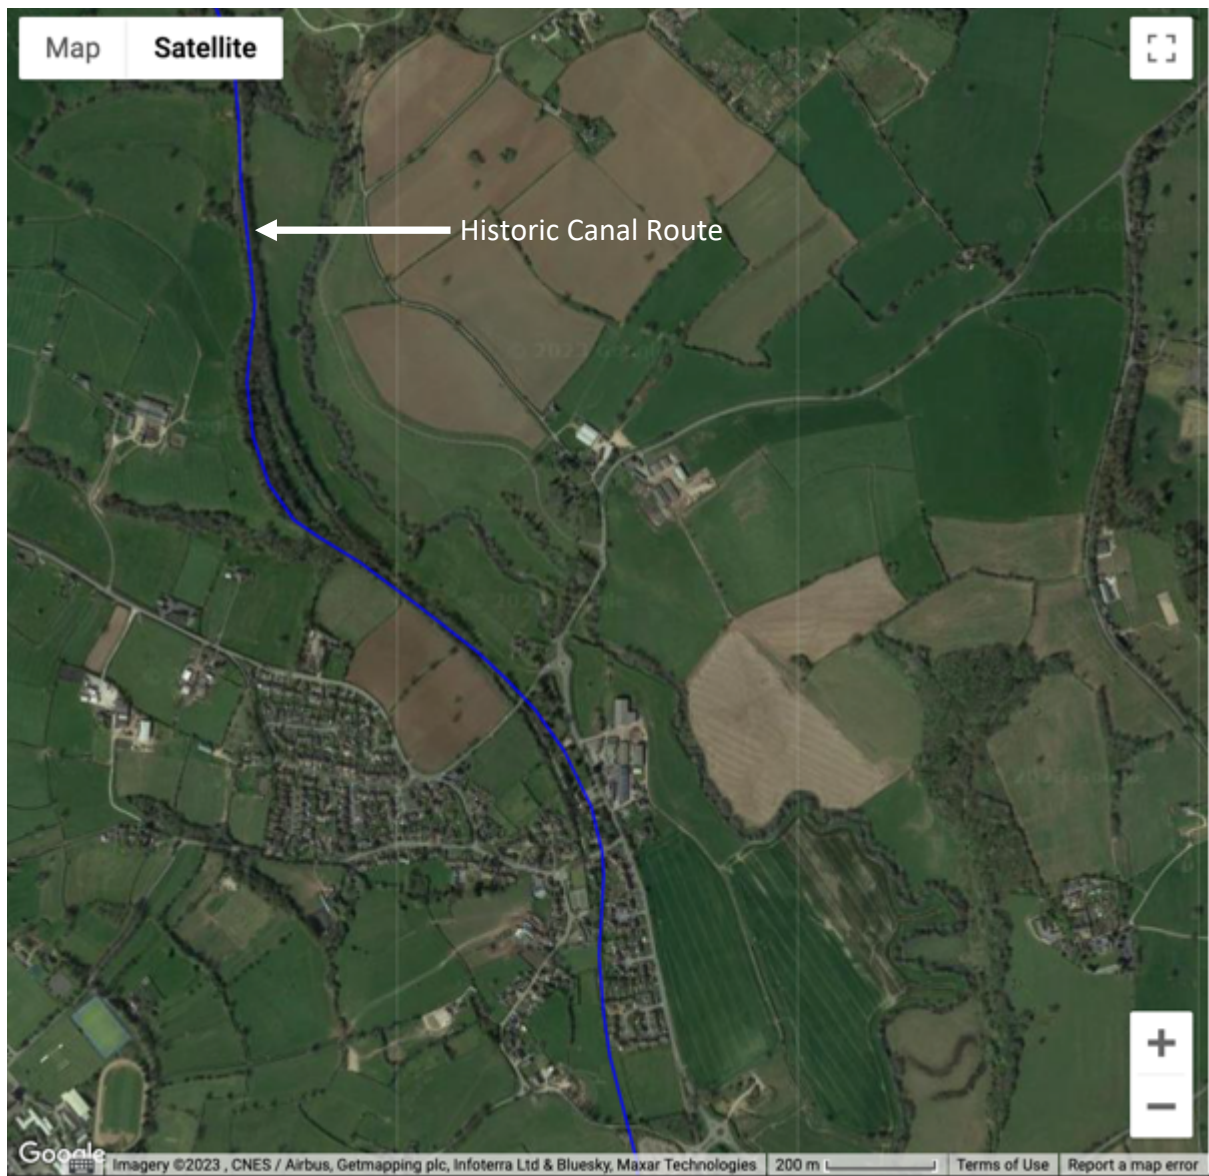 Map Satellite
Historic Canal Route
Google
Imagery ©2023 , CNES / Airbus, Getmapping plc, Infoterra Ltd & Bluesky, Maxar Technologies 200 m Terms of Use Report a map error